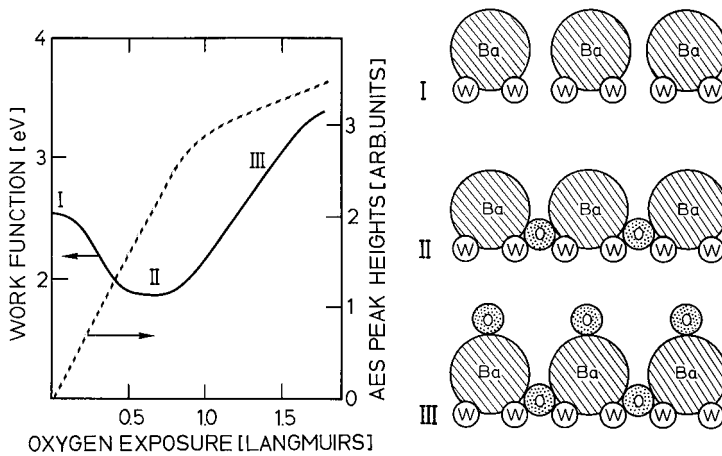 WORK FUNCTION [eV]
4
3
2
I
II
III
3
2
1
0
AES PEAK HEIGHTS [ARB.UNITS]
0.5 1.0 1.5
OXYGEN EXPOSURE [LANGMUIRS]
Ba Ba Ba
I
W W W W W W
Ba Ba Ba
O O
II
W W W W W W
O O O
Ba Ba Ba
O O
III
W W W W W W